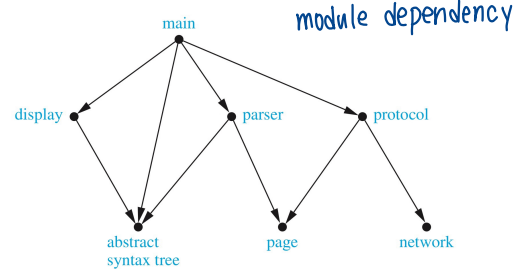 module dependency
main
display
parser
protocol
abstract
syntax tree
page
network